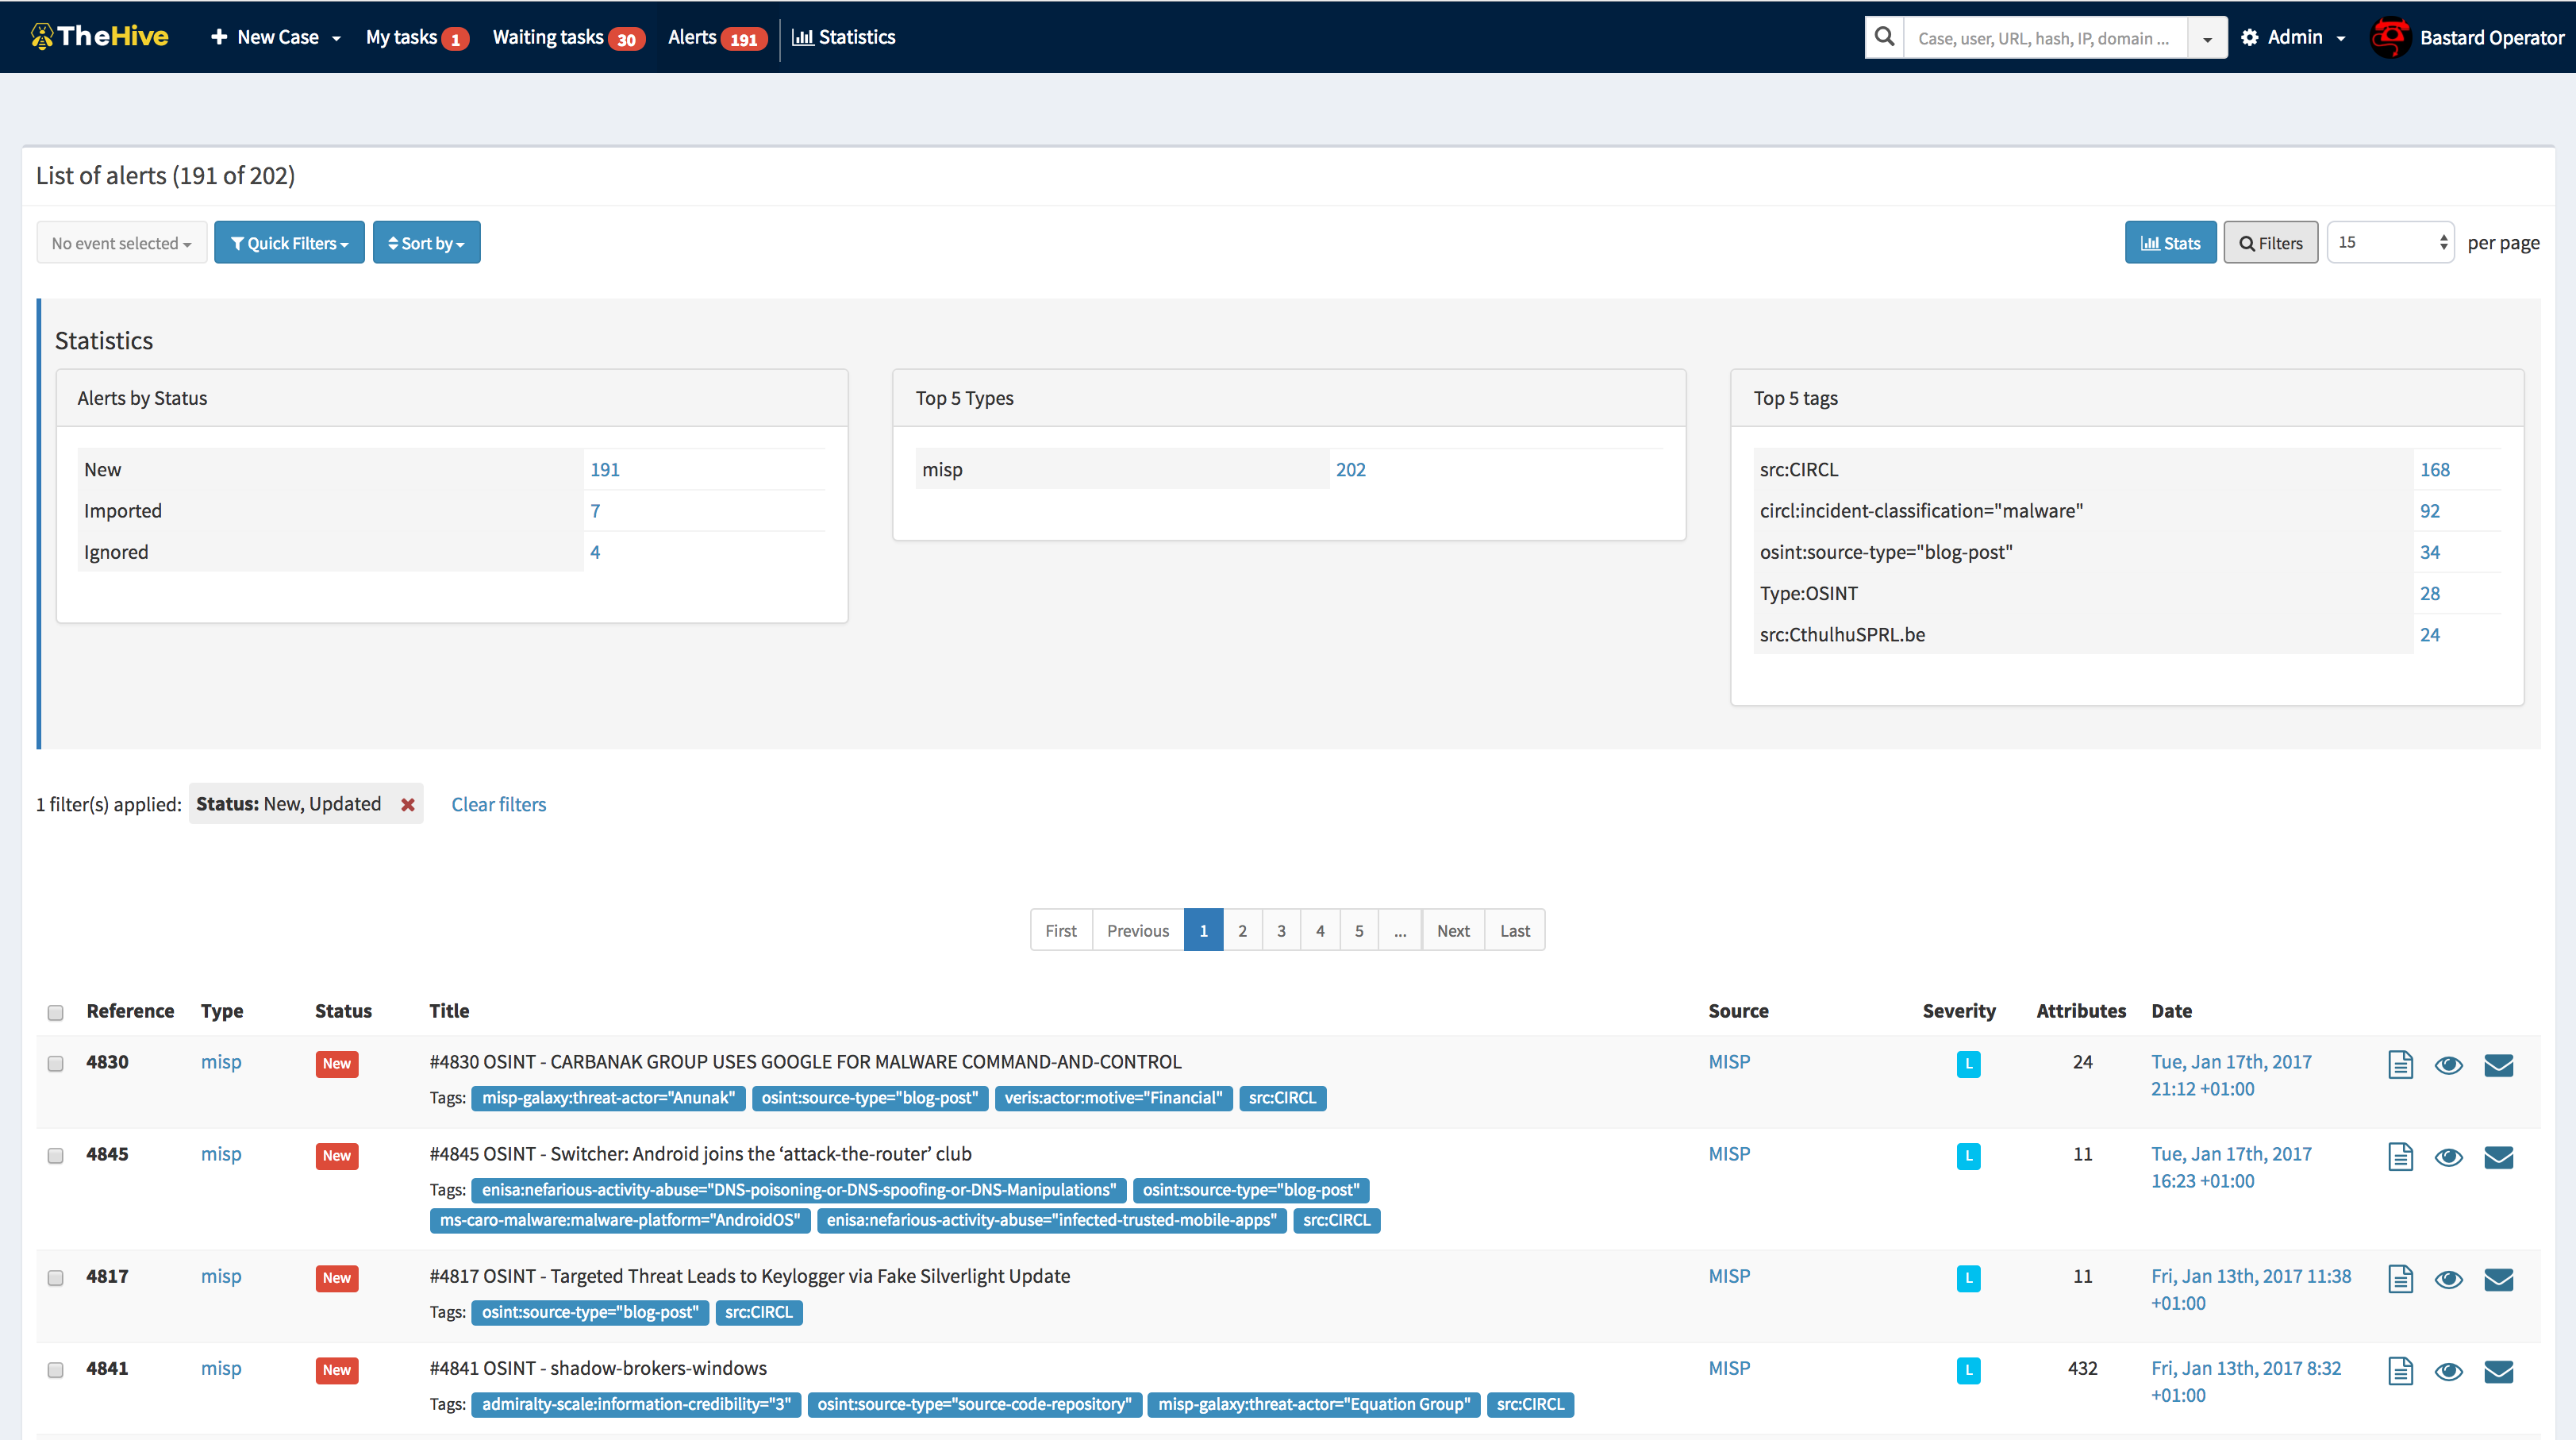 TheHive New Case My tasks 1 Waiting tasks 30 Alerts 191 Statistics Case, user, URL, hash, IP, domain ... Admin Bastard Operator
List of alerts (191 of 202)
No event selected Quick Filters Sort by Stats Filters 15 per page
Statistics
Alerts by Status
New 191
Imported 7
Ignored 4
Top 5 Types
misp 202
Top 5 tags
src:CIRCL 168
circl:incident-classification="malware" 92
osint:source-type="blog-post" 34
Type:OSINT 28
src:CthulhuSPRL.be 24
1 filter(s) applied: Status: New, Updated Clear filters
First Previous 1 2 3 4 5 ... Next Last
Reference Type Status Title Source Severity Attributes Date
4830 misp New #4830 OSINT - CARBANAK GROUP USES GOOGLE FOR MALWARE COMMAND-AND-CONTROL MISP L 24 Tue, Jan 17th, 2017
21:12 +01:00
Tags: misp-galaxy:threat-actor="Anunak" osint:source-type="blog-post" veris:actor:motive="Financial" src:CIRCL
4845 misp New #4845 OSINT - Switcher: Android joins the ‘attack-the-router’ club MISP L 11 Tue, Jan 17th, 2017
16:23 +01:00
Tags: enisa:nefarious-activity-abuse="DNS-poisoning-or-DNS-spoofing-or-DNS-Manipulations" osint:source-type="blog-post"
ms-caro-malware:malware-platform="AndroidOS" enisa:nefarious-activity-abuse="infected-trusted-mobile-apps" src:CIRCL
4817 misp New #4817 OSINT - Targeted Threat Leads to Keylogger via Fake Silverlight Update MISP L 11 Fri, Jan 13th, 2017 11:38
+01:00
Tags: osint:source-type="blog-post" src:CIRCL
4841 misp New #4841 OSINT - shadow-brokers-windows MISP L 432 Fri, Jan 13th, 2017 8:32
+01:00
Tags: admiralty-scale:information-credibility="3" osint:source-type="source-code-repository" misp-galaxy:threat-actor="Equation Group" src:CIRCL